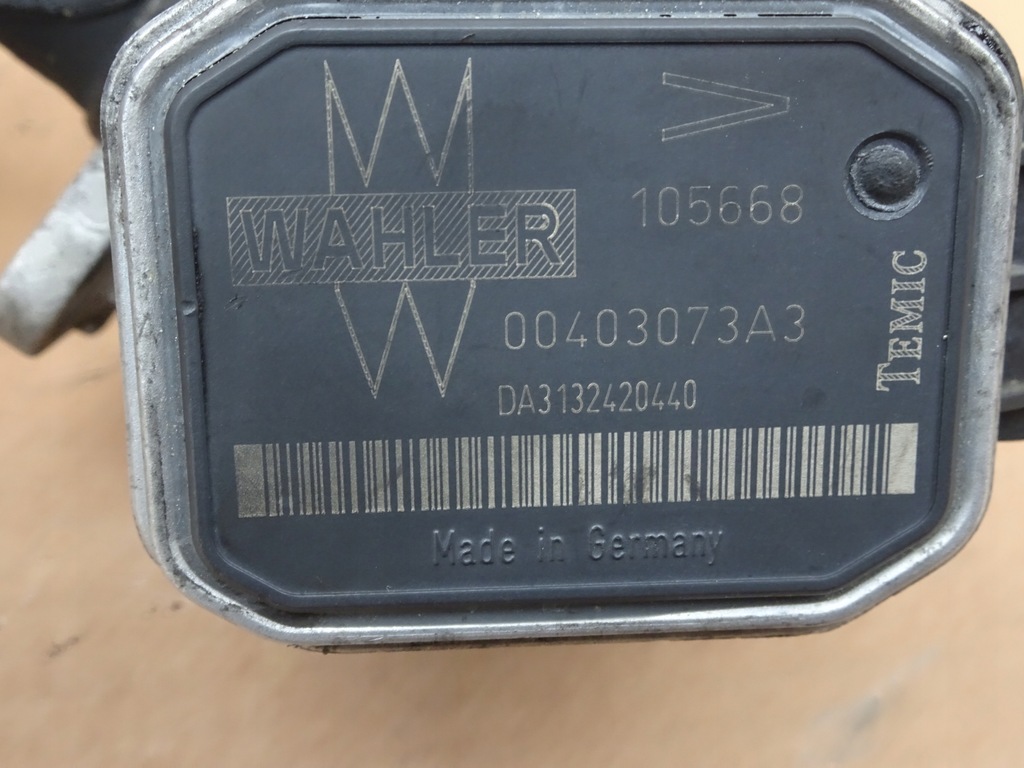 WAHLER
105668
00403073A3
DA3132420440
TEMIC
Made in Germany